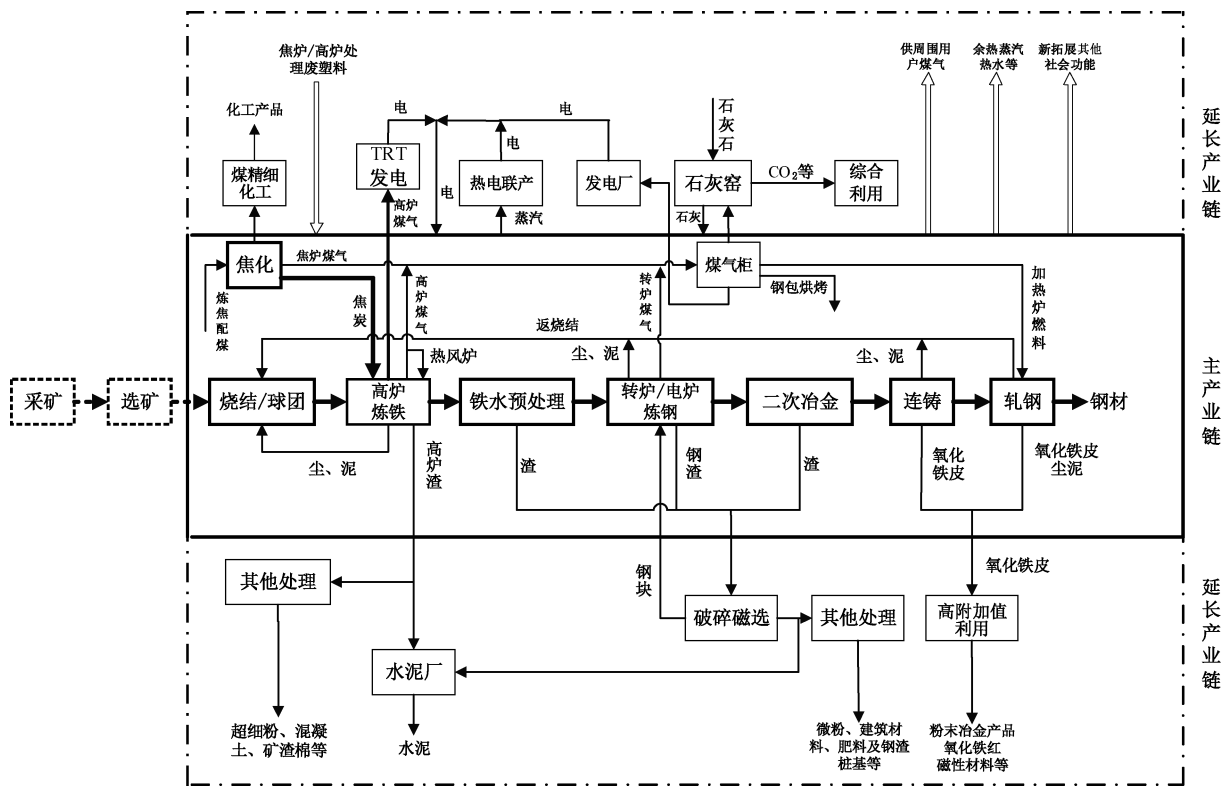 焦炉/高炉处
理废塑料
供周围用
户煤气
余热蒸汽
热水等
新拓展其他
社会功能
化工产品
电
电
石灰石
延长产业链
煤精细
化工
TRT
发电
电
电
热电联产
发电厂
石灰窑
CO₂等
综合
利用
高炉
煤气
蒸汽
石灰
焦化
焦炉煤气
煤气柜
炼焦配煤
焦炭
高炉煤气
转炉煤气
钢包烘烤
加热炉燃料
返烧结
热风炉
尘、泥
尘、泥
主产业链
采矿
选矿
烧结/球团
高炉
炼铁
铁水预处理
转炉/电炉
炼钢
二次冶金
连铸
轧钢
钢材
尘、泥
高炉渣
渣
钢渣
渣
氧化
铁皮
氧化铁皮
尘泥
其他处理
钢块
氧化铁皮
延长产业链
破碎磁选
其他处理
高附加值
利用
水泥厂
超细粉、混凝
土、矿渣棉等
水泥
微粉、建筑材
料、肥料及钢渣
桩基等
粉末冶金产品
氧化铁红
磁性材料等